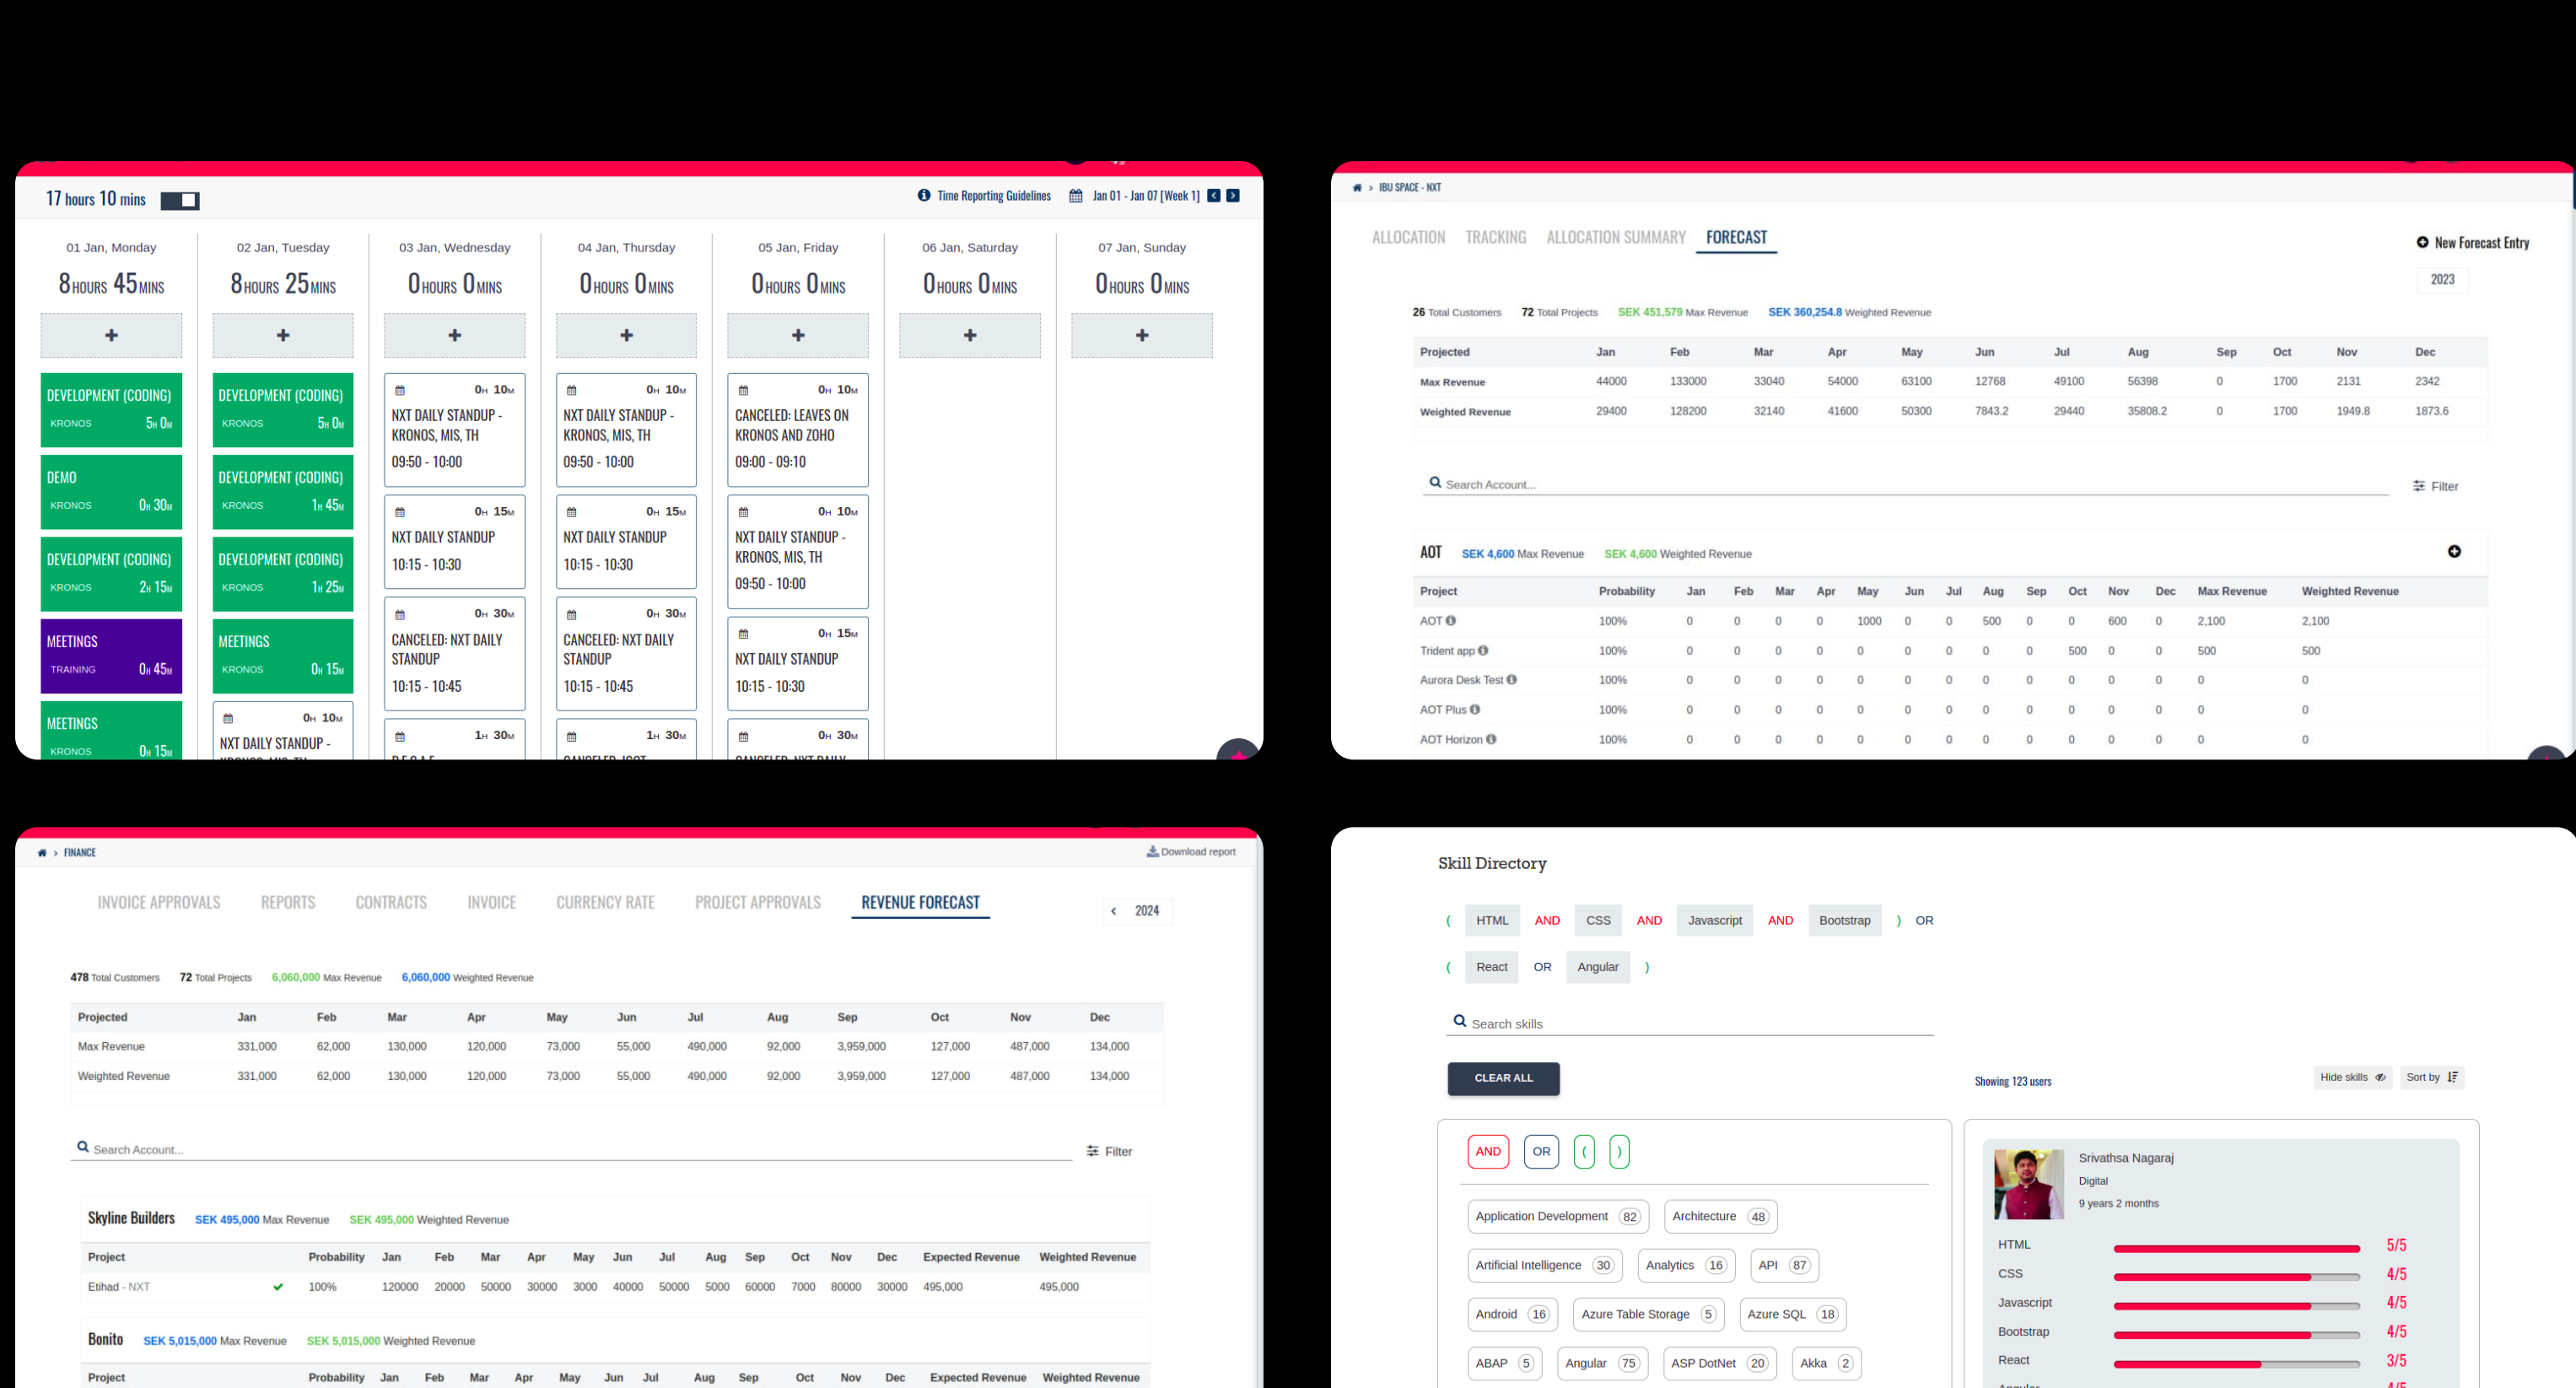 17 hours 10 mins
Time Reporting Guidelines
Jan 01 - Jan 07 [Week 1]
01 Jan, Monday
8 HOURS 45 MINS
DEVELOPMENT (CODING)
KRONOS 5H 0M
DEMO
KRONOS 0H 30M
DEVELOPMENT (CODING)
KRONOS 2H 15M
MEETINGS
TRAINING 0H 45M
MEETINGS
KRONOS 0H 15M
02 Jan, Tuesday
8 HOURS 25 MINS
DEVELOPMENT (CODING)
KRONOS 5H 0M
DEVELOPMENT (CODING)
KRONOS 1H 45M
DEVELOPMENT (CODING)
KRONOS 1H 25M
MEETINGS
KRONOS 0H 15M
0H 10M
NXT DAILY STANDUP -
KRONOS, MIS, TH
03 Jan, Wednesday
0 HOURS 0 MINS
0H 10M
NXT DAILY STANDUP -
KRONOS, MIS, TH
09:50 - 10:00
0H 15M
NXT DAILY STANDUP
10:15 - 10:30
0H 30M
CANCELED: NXT DAILY
STANDUP
10:15 - 10:45
1H 30M
04 Jan, Thursday
0 HOURS 0 MINS
0H 10M
NXT DAILY STANDUP -
KRONOS, MIS, TH
09:50 - 10:00
0H 15M
NXT DAILY STANDUP
10:15 - 10:30
0H 30M
CANCELED: NXT DAILY
STANDUP
10:15 - 10:45
1H 30M
05 Jan, Friday
0 HOURS 0 MINS
0H 10M
CANCELED: LEAVES ON
KRONOS AND ZOHO
09:00 - 09:10
0H 10M
NXT DAILY STANDUP -
KRONOS, MIS, TH
09:50 - 10:00
0H 15M
NXT DAILY STANDUP
10:15 - 10:30
0H 30M
CANCELED: NXT DAILY
06 Jan, Saturday
0 HOURS 0 MINS
07 Jan, Sunday
0 HOURS 0 MINS
> IBU SPACE - NXT
ALLOCATION TRACKING ALLOCATION SUMMARY FORECAST
New Forecast Entry
2023
26 Total Customers 72 Total Projects SEK 451,579 Max Revenue SEK 360,254.8 Weighted Revenue
Projected Jan Feb Mar Apr May Jun Jul Aug Sep Oct Nov Dec
Max Revenue 44000 133000 33040 54000 63100 12768 49100 56398 0 1700 2131 2342
Weighted Revenue 29400 128200 32140 41600 50300 7843.2 29440 35808.2 0 1700 1949.8 1873.6
Search Account...
Filter
AOT SEK 4,600 Max Revenue SEK 4,600 Weighted Revenue
Project Probability Jan Feb Mar Apr May Jun Jul Aug Sep Oct Nov Dec Max Revenue Weighted Revenue
AOT 100% 0 0 0 0 1000 0 0 500 0 0 600 0 2,100 2,100
Trident app 100% 0 0 0 0 0 0 0 0 0 500 0 0 500 500
Aurora Desk Test 100% 0 0 0 0 0 0 0 0 0 0 0 0 0 0
AOT Plus 100% 0 0 0 0 0 0 0 0 0 0 0 0 0 0
AOT Horizon 100% 0 0 0 0 0 0 0 0 0 0 0 0 0 0
> FINANCE
Download report
INVOICE APPROVALS REPORTS CONTRACTS INVOICE CURRENCY RATE PROJECT APPROVALS REVENUE FORECAST
< 2024
478 Total Customers 72 Total Projects 6,060,000 Max Revenue 6,060,000 Weighted Revenue
Projected Jan Feb Mar Apr May Jun Jul Aug Sep Oct Nov Dec
Max Revenue 331,000 62,000 130,000 120,000 73,000 55,000 490,000 92,000 3,959,000 127,000 487,000 134,000
Weighted Revenue 331,000 62,000 130,000 120,000 73,000 55,000 490,000 92,000 3,959,000 127,000 487,000 134,000
Search Account...
Filter
Skyline Builders SEK 495,000 Max Revenue SEK 495,000 Weighted Revenue
Project Probability Jan Feb Mar Apr May Jun Jul Aug Sep Oct Nov Dec Expected Revenue Weighted Revenue
Etihad - NXT 100% 120000 20000 50000 30000 3000 40000 50000 5000 60000 7000 80000 30000 495,000 495,000
Bonito SEK 5,015,000 Max Revenue SEK 5,015,000 Weighted Revenue
Project Probability Jan Feb Mar Apr May Jun Jul Aug Sep Oct Nov Dec Expected Revenue Weighted Revenue
Skill Directory
( HTML AND CSS AND Javascript AND Bootstrap ) OR
( React OR Angular )
Search skills
CLEAR ALL
Showing 123 users
Hide skills
Sort by
AND OR ( )
Application Development 82 Architecture 48
Artificial Intelligence 30 Analytics 16 API 87
Android 16 Azure Table Storage 5 Azure SQL 18
ABAP 5 Angular 75 ASP DotNet 20 Akka 2
Srivathsa Nagaraj
Digital
9 years 2 months
HTML 5/5
CSS 4/5
Javascript 4/5
Bootstrap 4/5
React 3/5
Angular 4/5